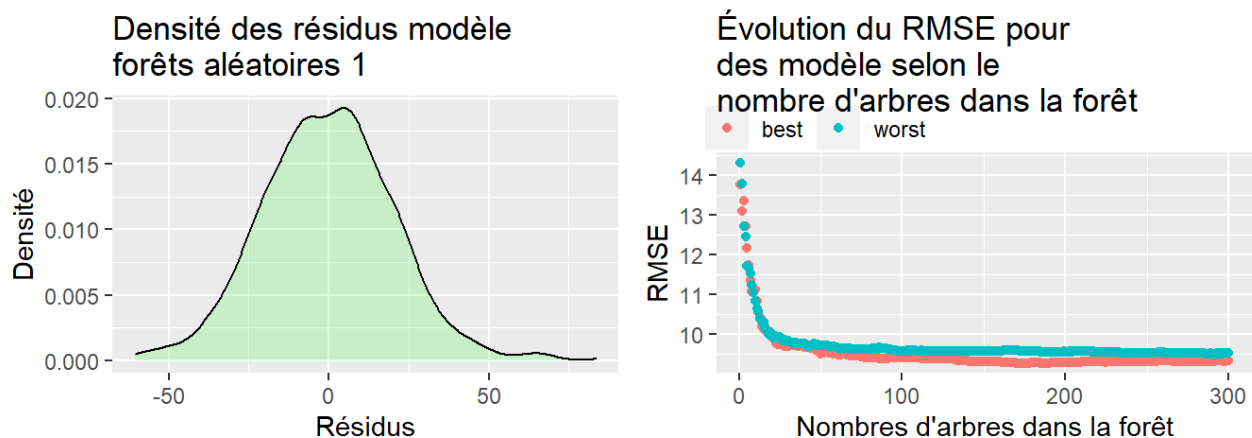 Densité des résidus modèle
forêts aléatoires 1
0.020
0.015
0.010
0.005
0.000
Densité
-50
0
50
Résidus
Évolution du RMSE pour
des modèle selon le
nombre d'arbres dans la forêt
best
worst
14
13
12
11
10
RMSE
0
100
200
300
Nombres d'arbres dans la forêt